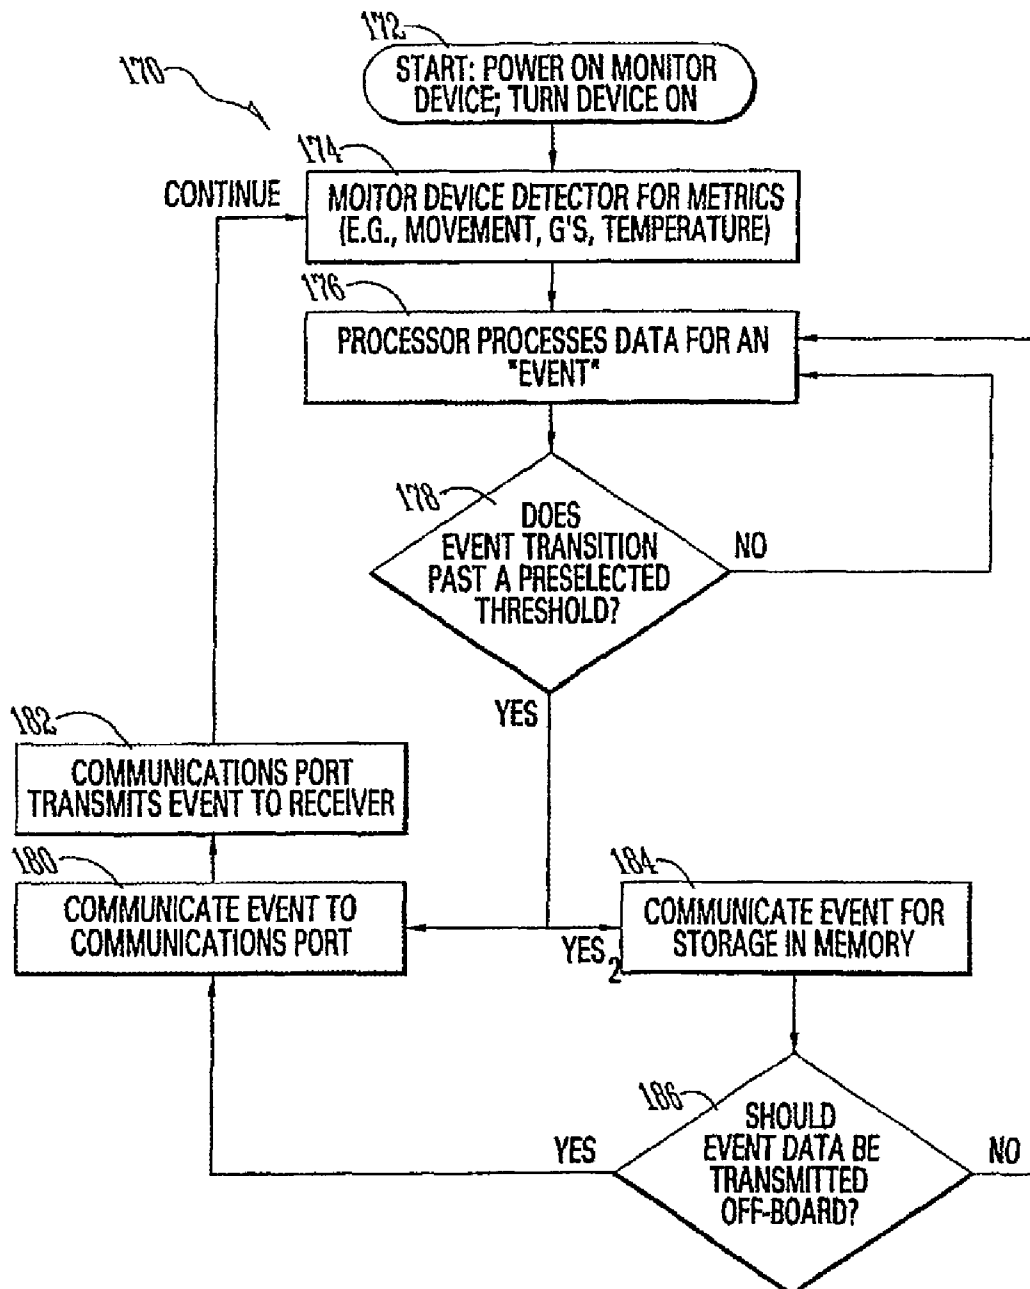 172
START: POWER ON MONITOR
DEVICE; TURN DEVICE ON
170
174
CONTINUE
MOITOR DEVICE DETECTOR FOR METRICS
(E.G., MOVEMENT, G'S, TEMPERATURE)
176
PROCESSOR PROCESSES DATA FOR AN
"EVENT"
178
DOES
EVENT TRANSITION
PAST A PRESELECTED
THRESHOLD?
NO
YES
182
COMMUNICATIONS PORT
TRANSMITS EVENT TO RECEIVER
180
COMMUNICATE EVENT TO
COMMUNICATIONS PORT
184
COMMUNICATE EVENT FOR
STORAGE IN MEMORY
YES2
186
SHOULD
EVENT DATA BE
TRANSMITTED
OFF-BOARD?
YES
NO